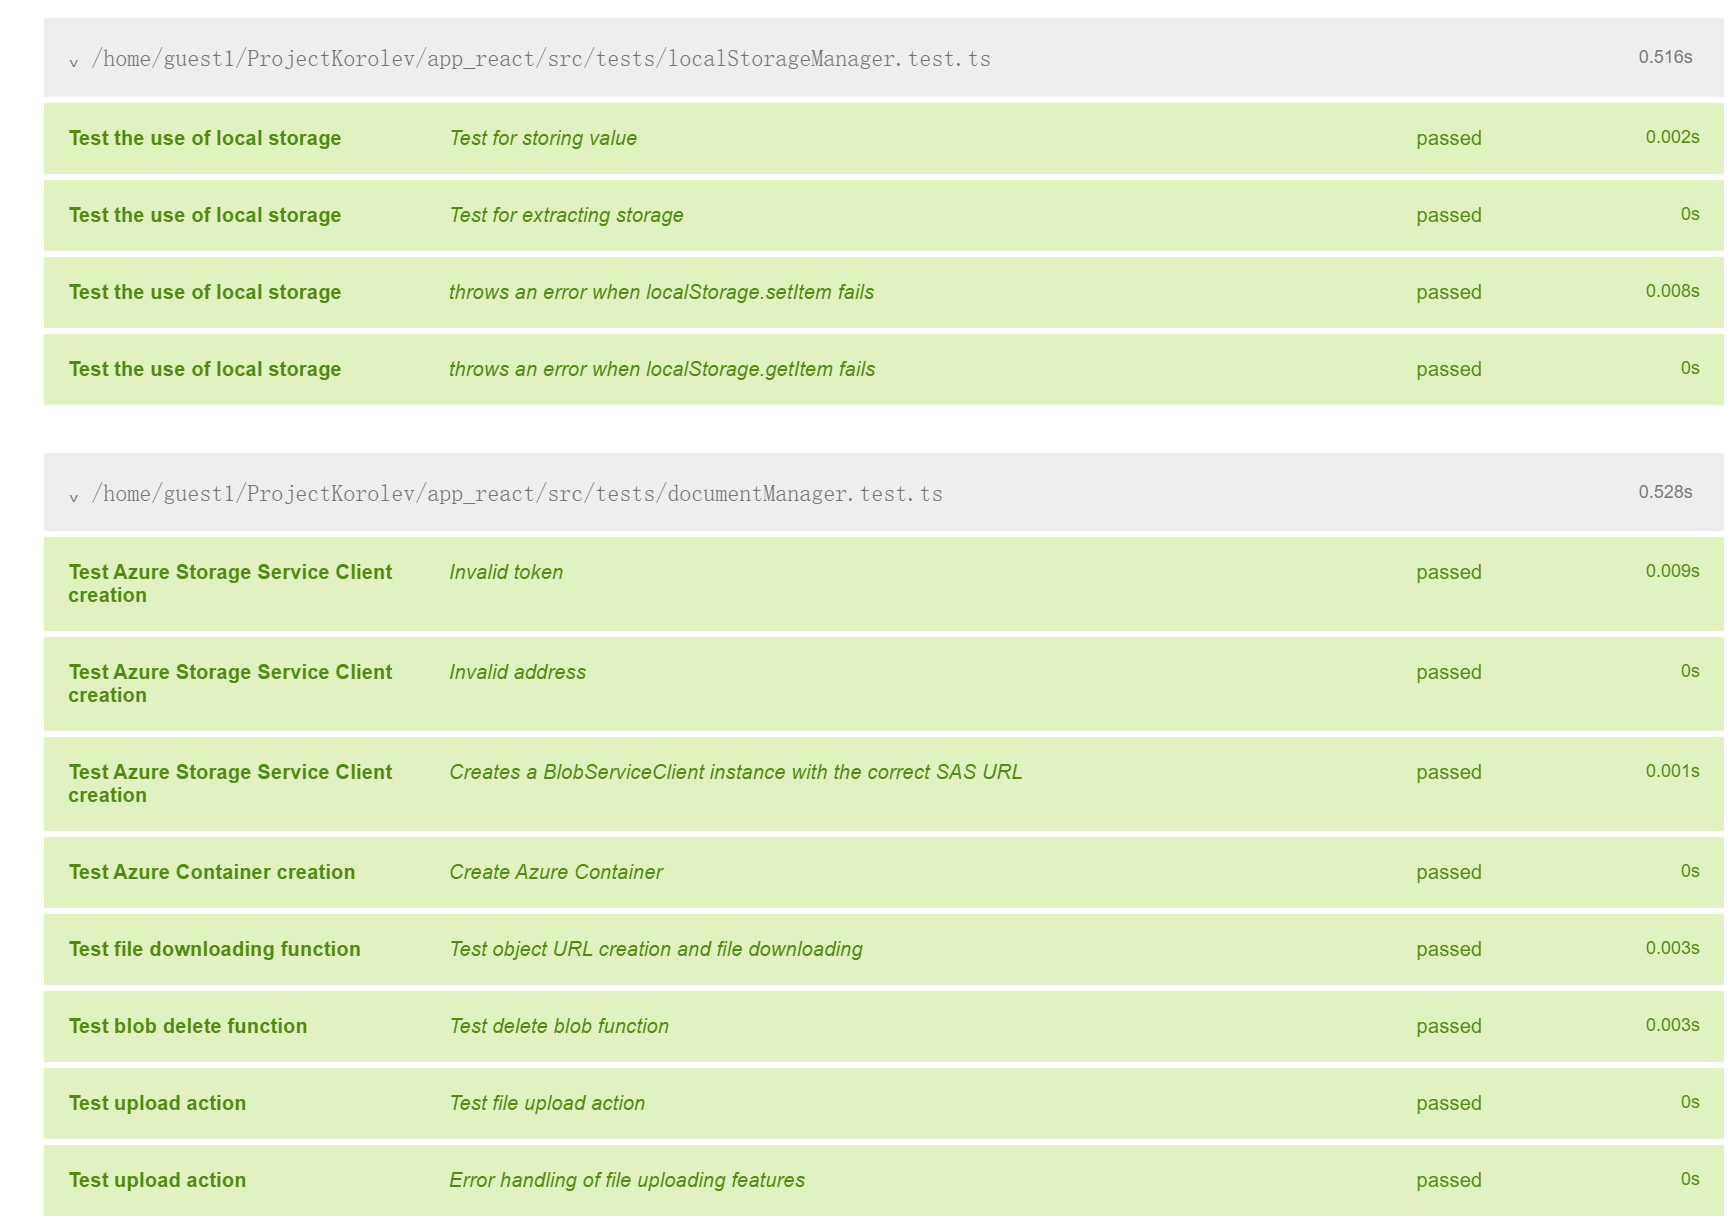 ˅ /home/guest1/ProjectKorolev/app_react/src/tests/localStorageManager.test.ts 0.516s
Test the use of local storage Test for storing value passed 0.002s
Test the use of local storage Test for extracting storage passed 0s
Test the use of local storage throws an error when localStorage.setItem fails passed 0.008s
Test the use of local storage throws an error when localStorage.getItem fails passed 0s
˅ /home/guest1/ProjectKorolev/app_react/src/tests/documentManager.test.ts 0.528s
Test Azure Storage Service Client Invalid token passed 0.009s
creation
Test Azure Storage Service Client Invalid address passed 0s
creation
Test Azure Storage Service Client Creates a BlobServiceClient instance with the correct SAS URL passed 0.001s
creation
Test Azure Container creation Create Azure Container passed 0s
Test file downloading function Test object URL creation and file downloading passed 0.003s
Test blob delete function Test delete blob function passed 0.003s
Test upload action Test file upload action passed 0s
Test upload action Error handling of file uploading features passed 0s